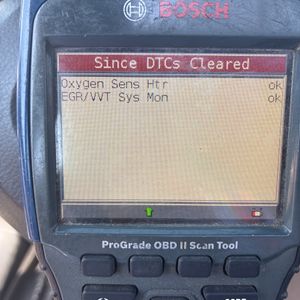 BOSCH
Since DTCs Cleared
Oxygen Sens Htr ok
EGR/VVT Sys Mon ok
ProGrade OBD II Scan Tool